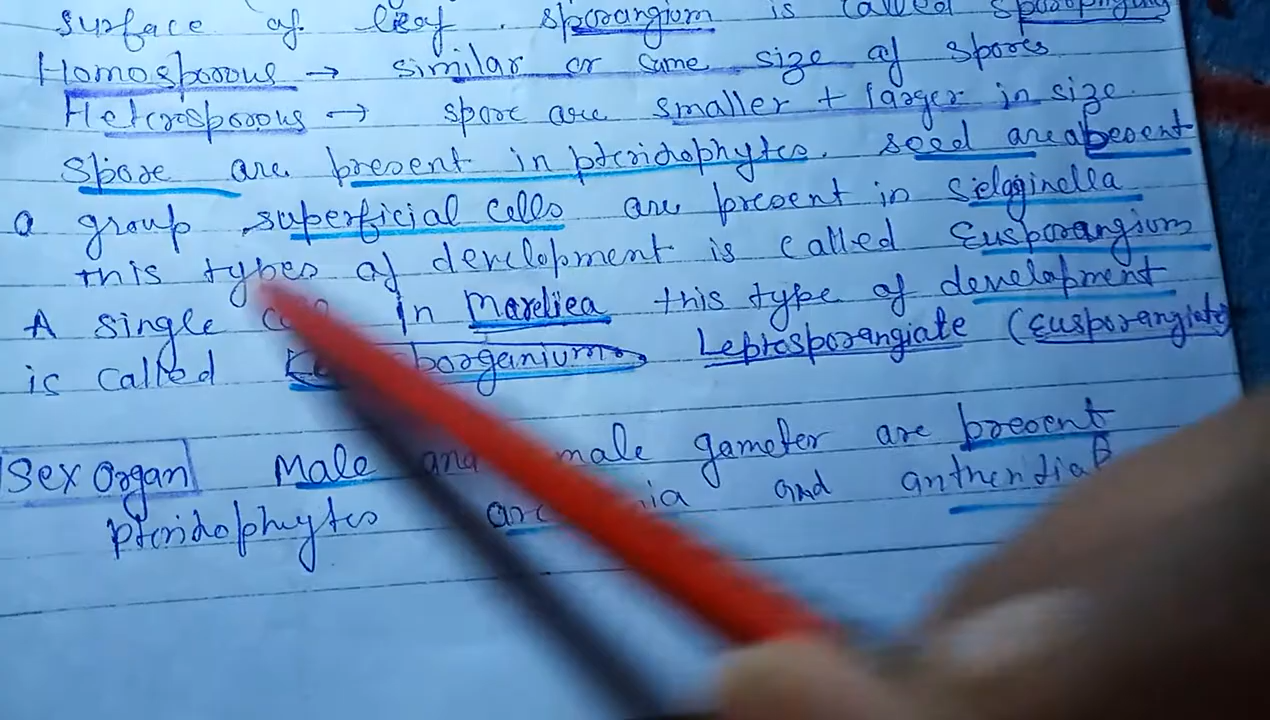 surface of leaf. sporangium is called
Homosporous → similar or same size of spores
Hetrosporous → spore are smaller + larger in size.
Spore are present in pteridophytes. seed are absent
a group superficial cells are present in Selaginella
this types of development is called Eusporangium
A single in this type of development
is called Leptosporangiate (Eusporangiate)
Sex Organ Male and gameter are present
pteridophytes and